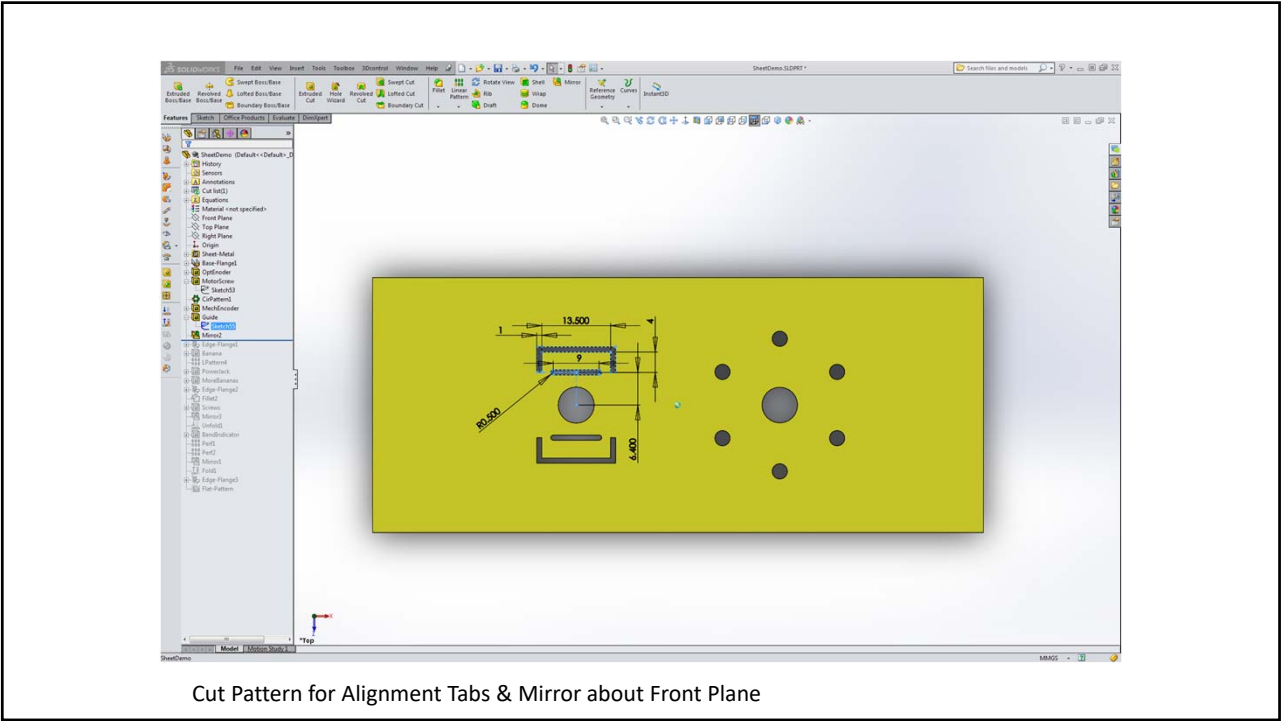 SOLIDWORKS File Edit View Insert Tools Toolbox 3Dcontrol Window Help SheetDemo.SLDPRT * Search files and models
Extruded Boss/Base Revolved Boss/Base Swept Boss/Base Lofted Boss/Base Boundary Boss/Base Extruded Cut Hole Wizard Revolved Cut Swept Cut Lofted Cut Boundary Cut Fillet Linear Pattern Rotate View Rib Draft Shell Wrap Dome Mirror Reference Geometry Curves Instant3D
Features Sketch Office Products Evaluate DimXpert
SheetDemo (Default<<Default>_D
History
Sensors
Annotations
Cut list(1)
Equations
Material <not specified>
Front Plane
Top Plane
Right Plane
Origin
Sheet-Metal
Base-Flange1
OptEnoder
MotorScrew
Sketch53
CirPattern1
MechEncoder
Guide
Sketch55
Mirror2
Edge-Flange1
Banana
LPattern4
PowerJack
MoreBananas
Edge-Flange2
Fillet2
Screws
Mirror3
Unfold1
BendIndicator
Perf1
Perf2
Mirror1
Fold1
Edge-Flange3
Flat-Pattern
13.500
1
4
9
R0.500
6.400
X
Z
*Top
Model Motion Study 1
SheetDemo MMGS
Cut Pattern for Alignment Tabs & Mirror about Front Plane